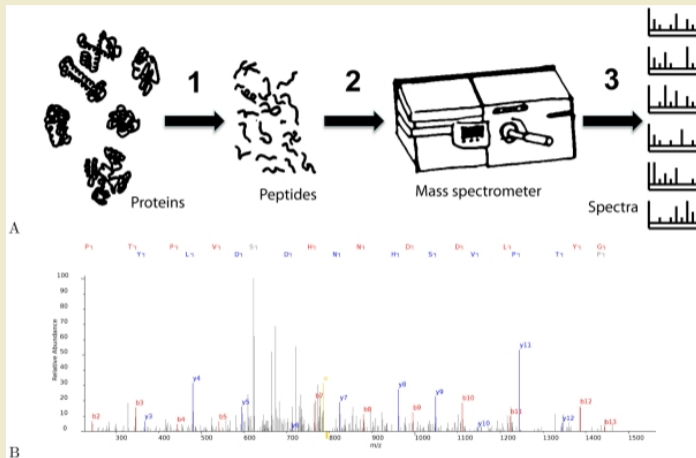 1 2 3
Proteins
Peptides
Mass spectrometer
Spectra
A
P T P V S H N D D L Y G
Y L D D N H S V P T P
Relative Abundance
100
90
80
70
60
50
40
30
20
10
0
b2 b3 y3 b4 y4 b5 y5 y6 b7 y7 b8 y8 b9 y9 b10 y10 b11 y11 y12 b12 b13
300 400 500 600 700 800 900 1000 1100 1200 1300 1400 1500
m/z
B